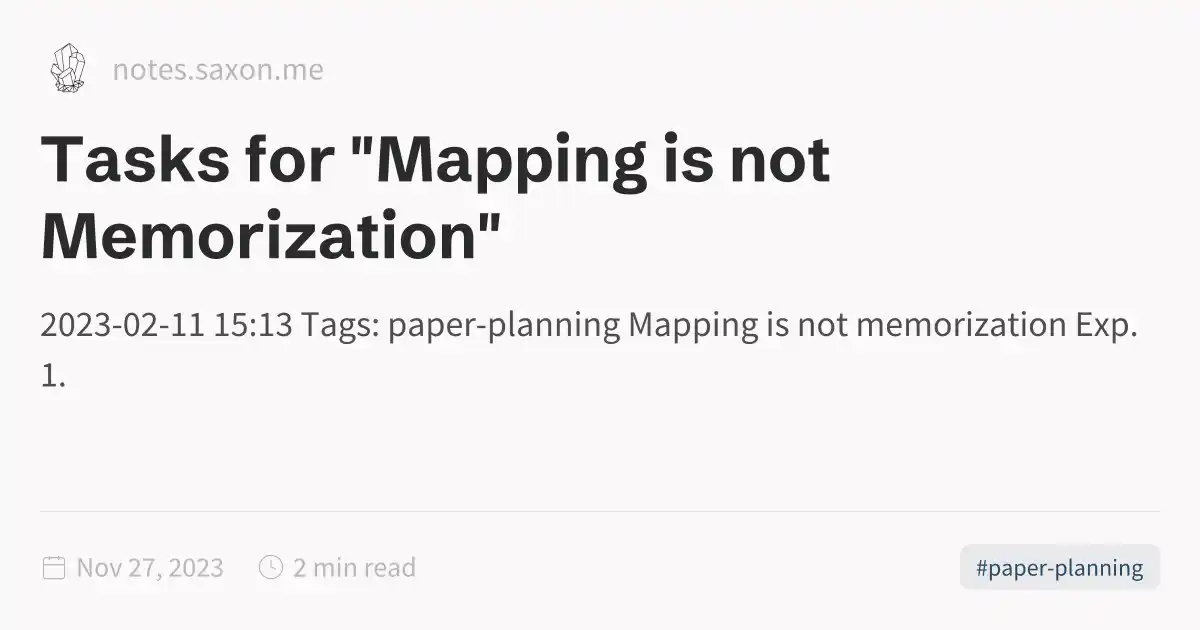 notes.saxon.me
Tasks for "Mapping is not
Memorization"
2023-02-11 15:13 Tags: paper-planning Mapping is not memorization Exp.
1.
Nov 27, 2023
2 min read
#paper-planning